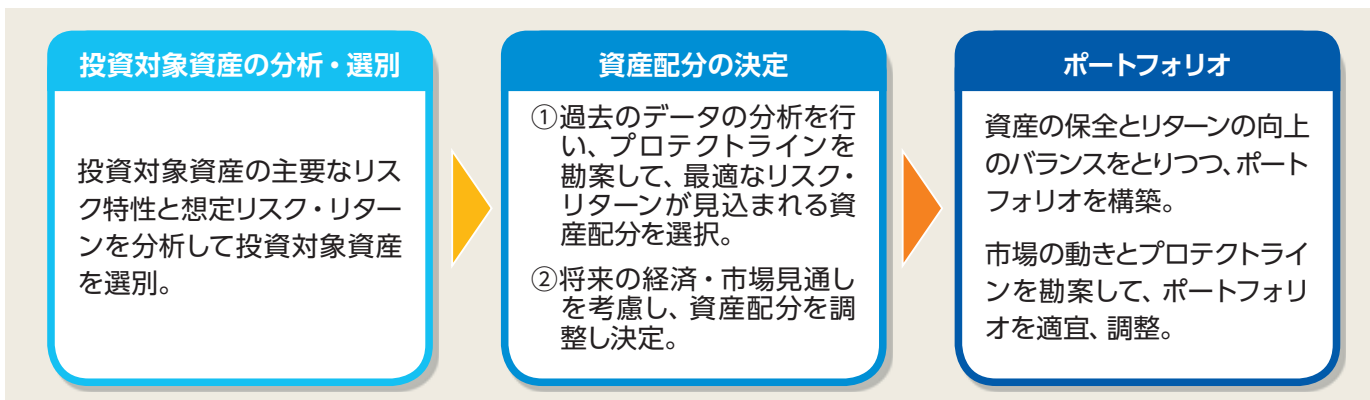 投資対象資産の分析・選別
投資対象資産の主要なリス
ク特性と想定リスク・リター
ンを分析して投資対象資産
を選別。
資産配分の決定
①過去のデータの分析を行
い、プロテクトラインを
勘案して、最適なリスク・
リターンが見込まれる資
産配分を選択。
②将来の経済・市場見通し
を考慮し、資産配分を調
整し決定。
ポートフォリオ
資産の保全とリターンの向上
のバランスをとりつつ、ポート
フォリオを構築。
市場の動きとプロテクトライ
ンを勘案して、ポートフォリ
オを適宜、調整。